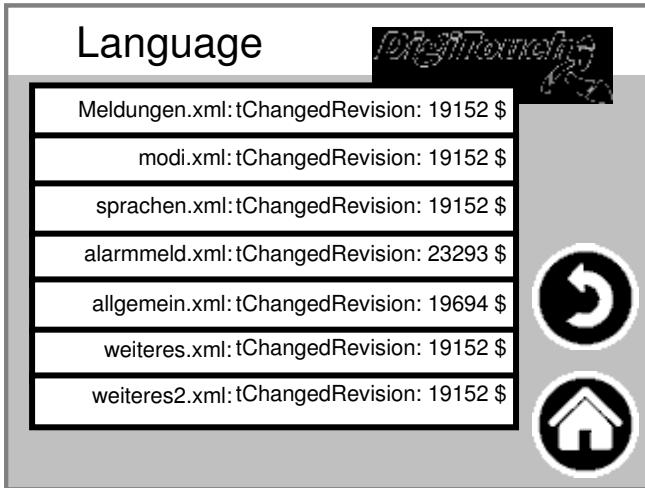 Language
DigiTouch
Meldungen.xml: tChangedRevision: 19152 $
modi.xml: tChangedRevision: 19152 $
sprachen.xml: tChangedRevision: 19152 $
alarmmeld.xml: tChangedRevision: 23293 $
allgemein.xml: tChangedRevision: 19694 $
weiteres.xml: tChangedRevision: 19152 $
weiteres2.xml: tChangedRevision: 19152 $